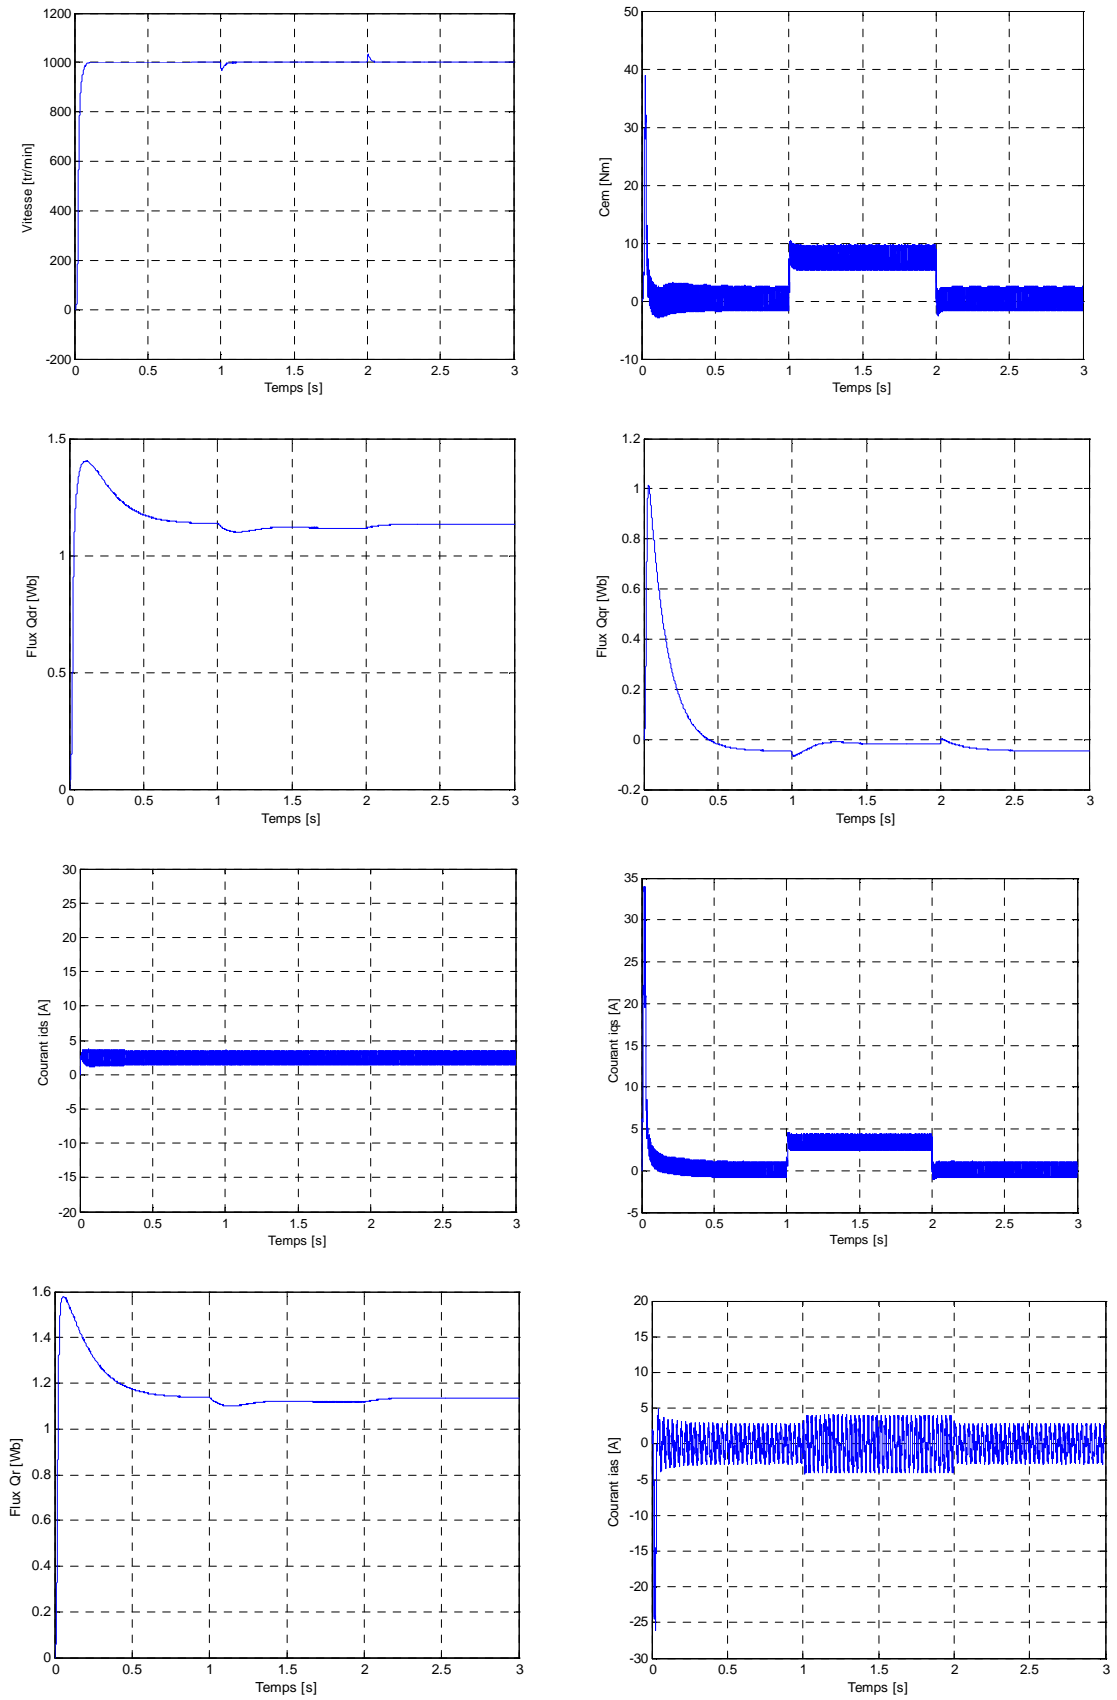 1200
1000
800
600
400
200
0
-200
0 0.5 1 1.5 2 2.5 3
Vitesse [tr/min]
Temps [s]
50
40
30
20
10
0
-10
0 0.5 1 1.5 2 2.5 3
Cem [Nm]
Temps [s]
1.5
1
0.5
0
0 0.5 1 1.5 2 2.5 3
Flux Qdr [Wb]
Temps [s]
1.2
1
0.8
0.6
0.4
0.2
0
-0.2
0 0.5 1 1.5 2 2.5 3
Flux Qqr [Wb]
Temps [s]
30
25
20
15
10
5
0
-5
-10
-15
-20
0 0.5 1 1.5 2 2.5 3
Courant ids [A]
Temps [s]
35
30
25
20
15
10
5
0
-5
0 0.5 1 1.5 2 2.5 3
Courant iqs [A]
Temps [s]
1.6
1.4
1.2
1
0.8
0.6
0.4
0.2
0
0 0.5 1 1.5 2 2.5 3
Flux Qr [Wb]
Temps [s]
20
15
10
5
0
-5
-10
-15
-20
-25
-30
0 0.5 1 1.5 2 2.5 3
Courant ias [A]
Temps [s]